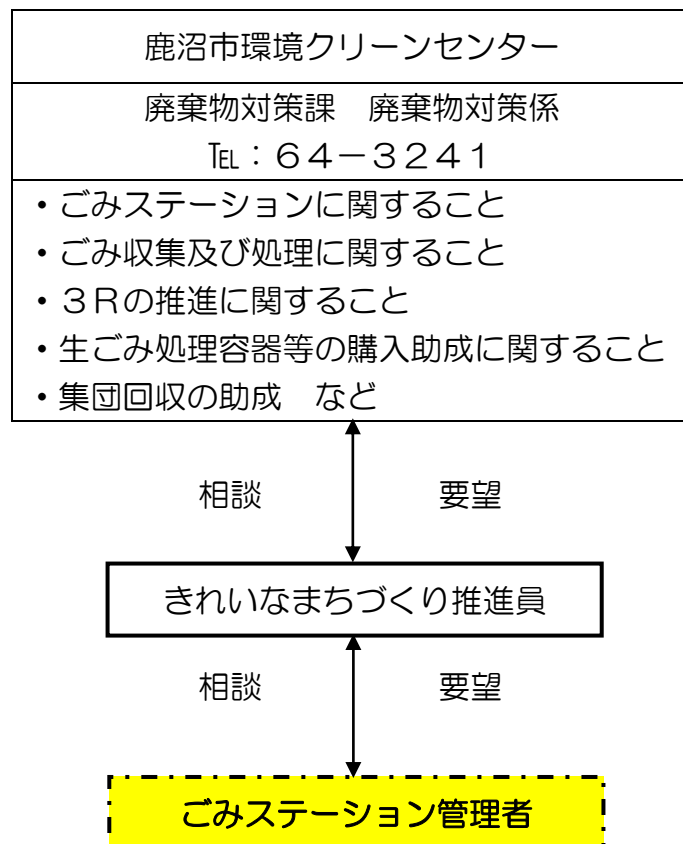 鹿沼市環境クリーンセンター
廃棄物対策課　廃棄物対策係
℡：６４－３２４１
・ごみステーションに関すること
・ごみ収集及び処理に関すること
・３Ｒの推進に関すること
・生ごみ処理容器等の購入助成に関すること
・集団回収の助成　など
相談　要望
きれいなまちづくり推進員
相談　要望
ごみステーション管理者